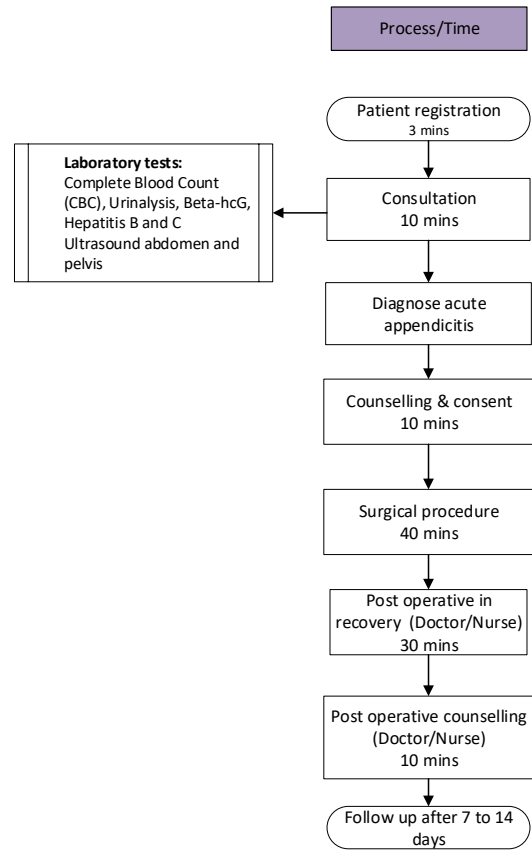 Process/Time
Patient registration
3 mins
Laboratory tests:
Complete Blood Count
(CBC), Urinalysis, Beta-hcG,
Hepatitis B and C
Ultrasound abdomen and
pelvis
Consultation
10 mins
Diagnose acute
appendicitis
Counselling & consent
10 mins
Surgical procedure
40 mins
Post operative in
recovery (Doctor/Nurse)
30 mins
Post operative counselling
(Doctor/Nurse)
10 mins
Follow up after 7 to 14
days